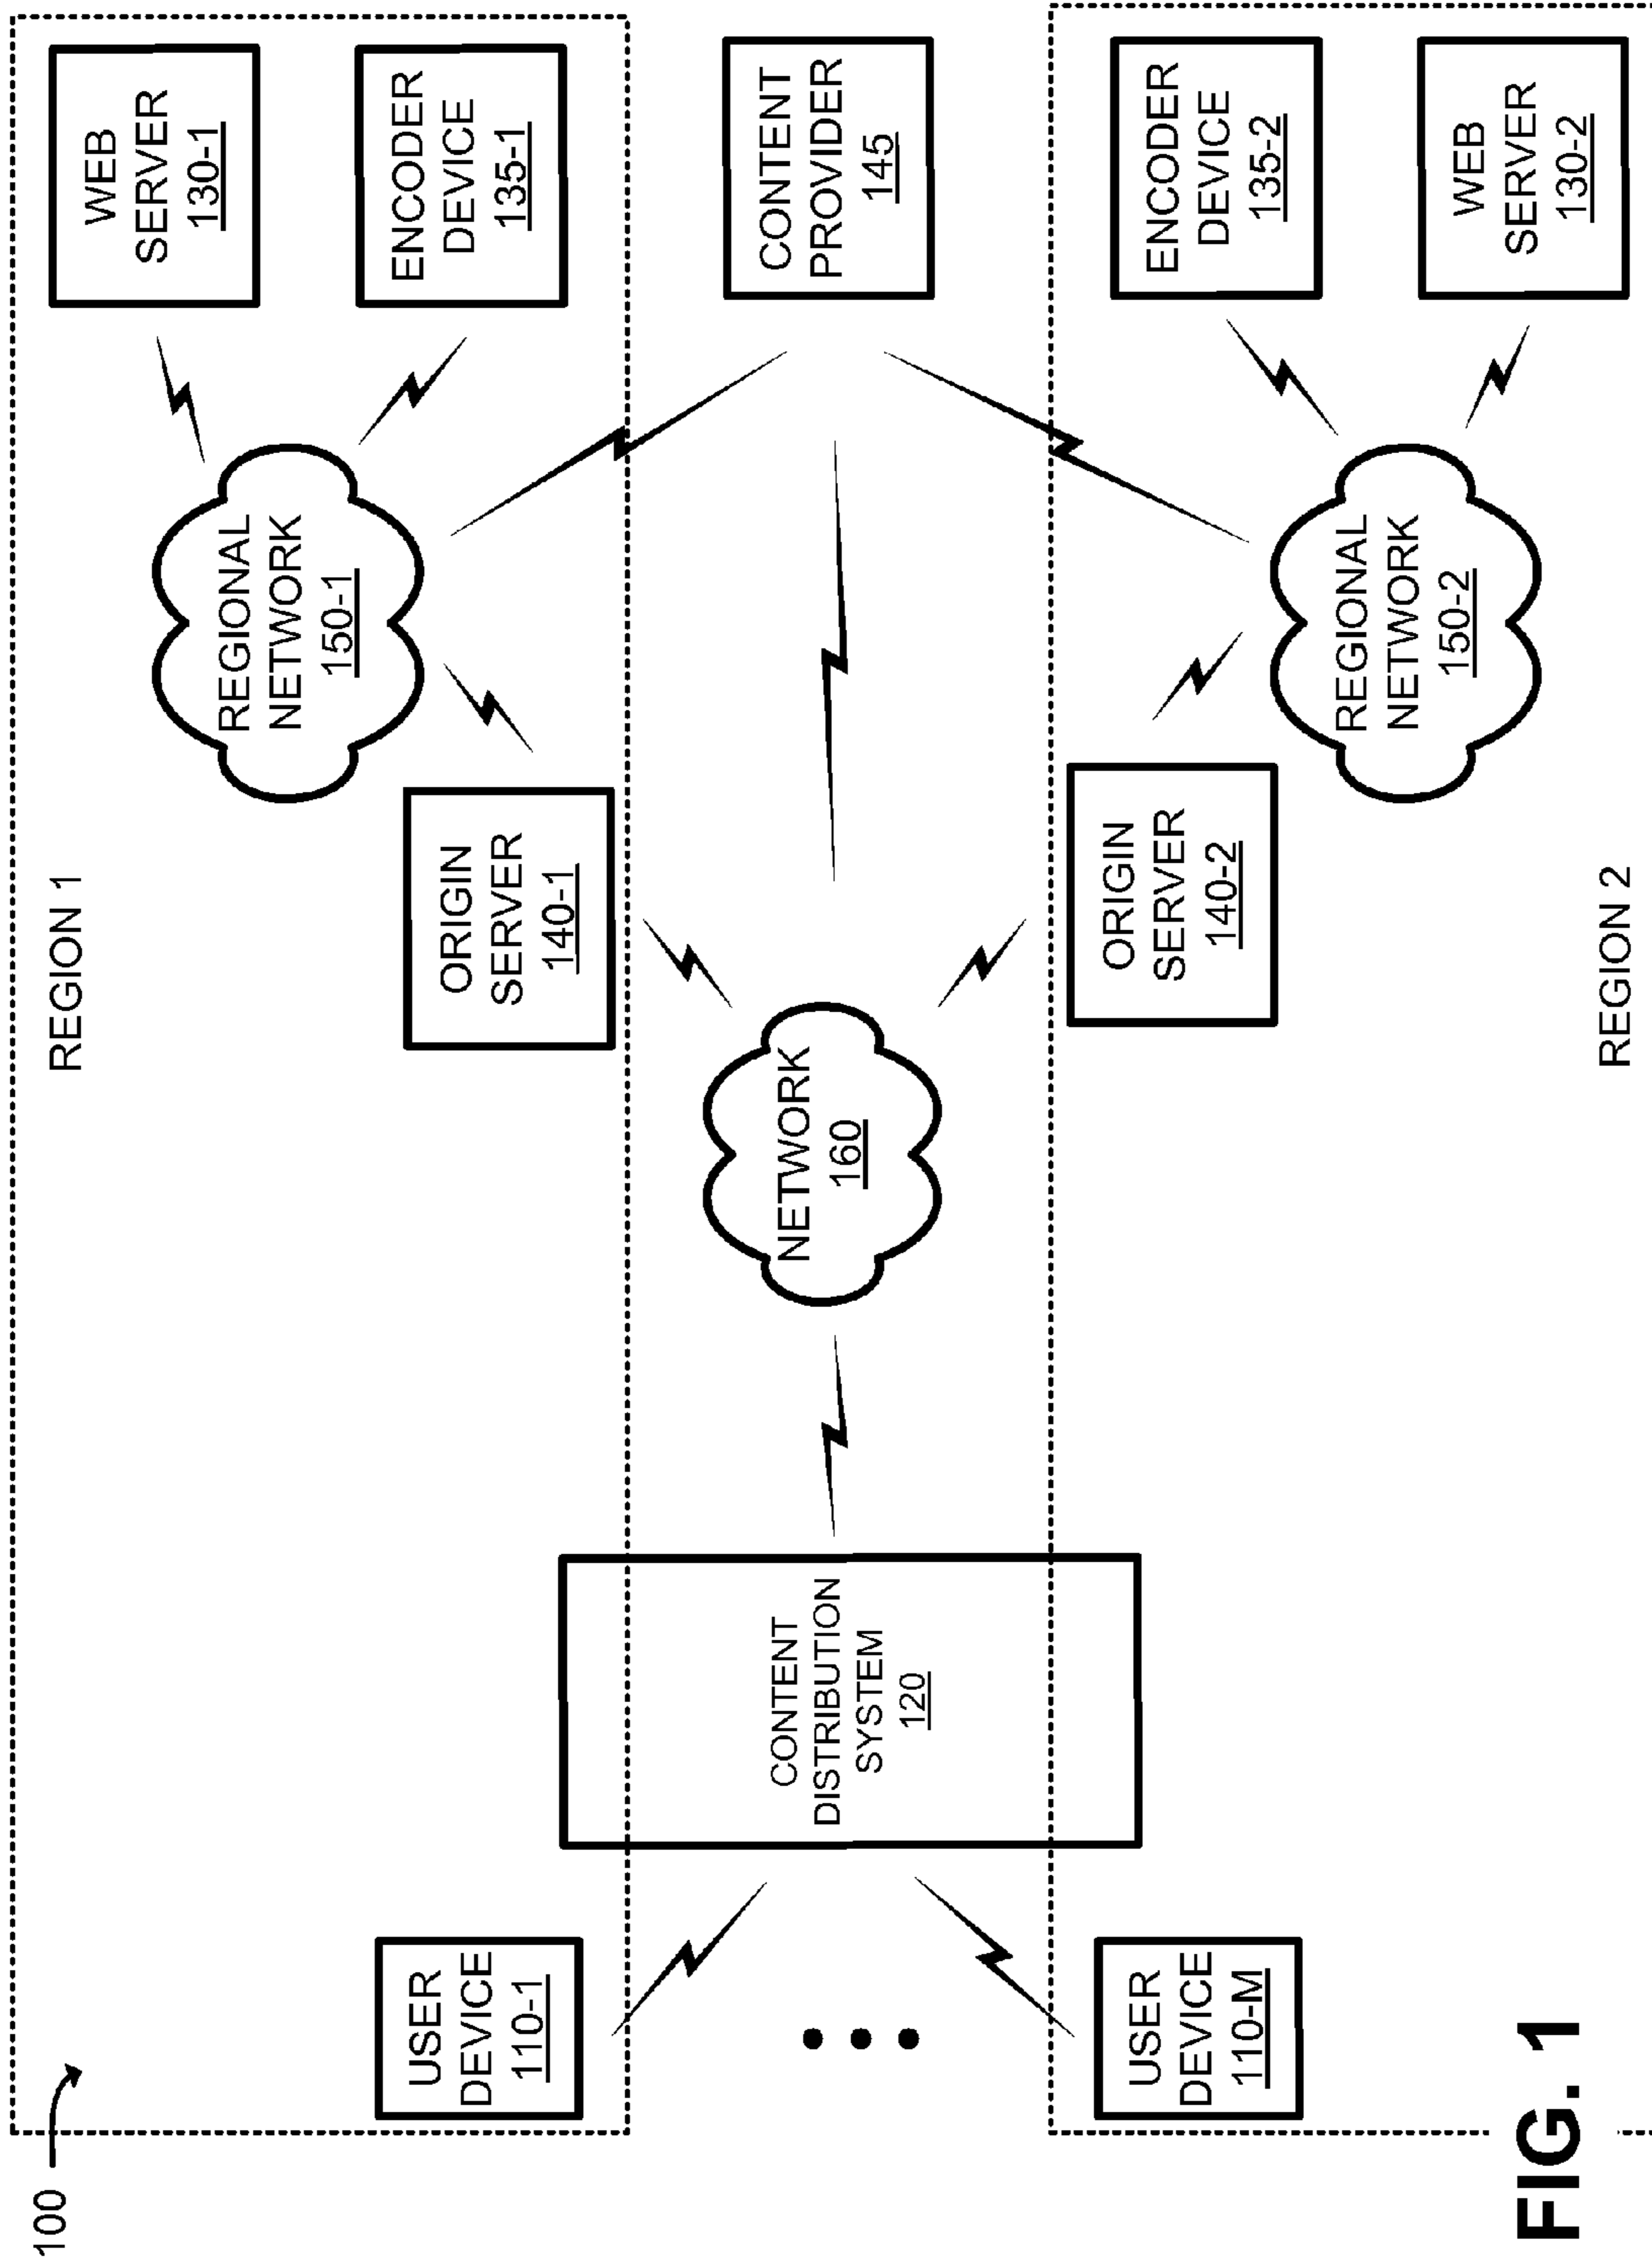 100
REGION 1
WEB
SERVER
130-1
REGIONAL
NETWORK
150-1
ENCODER
DEVICE
135-1
USER
DEVICE
110-1
ORIGIN
SERVER
140-1
CONTENT
DISTRIBUTION
SYSTEM
120
NETWORK
160
CONTENT
PROVIDER
145
USER
DEVICE
110-M
ORIGIN
SERVER
140-2
ENCODER
DEVICE
135-2
REGIONAL
NETWORK
150-2
WEB
SERVER
130-2
REGION 2
FIG. 1